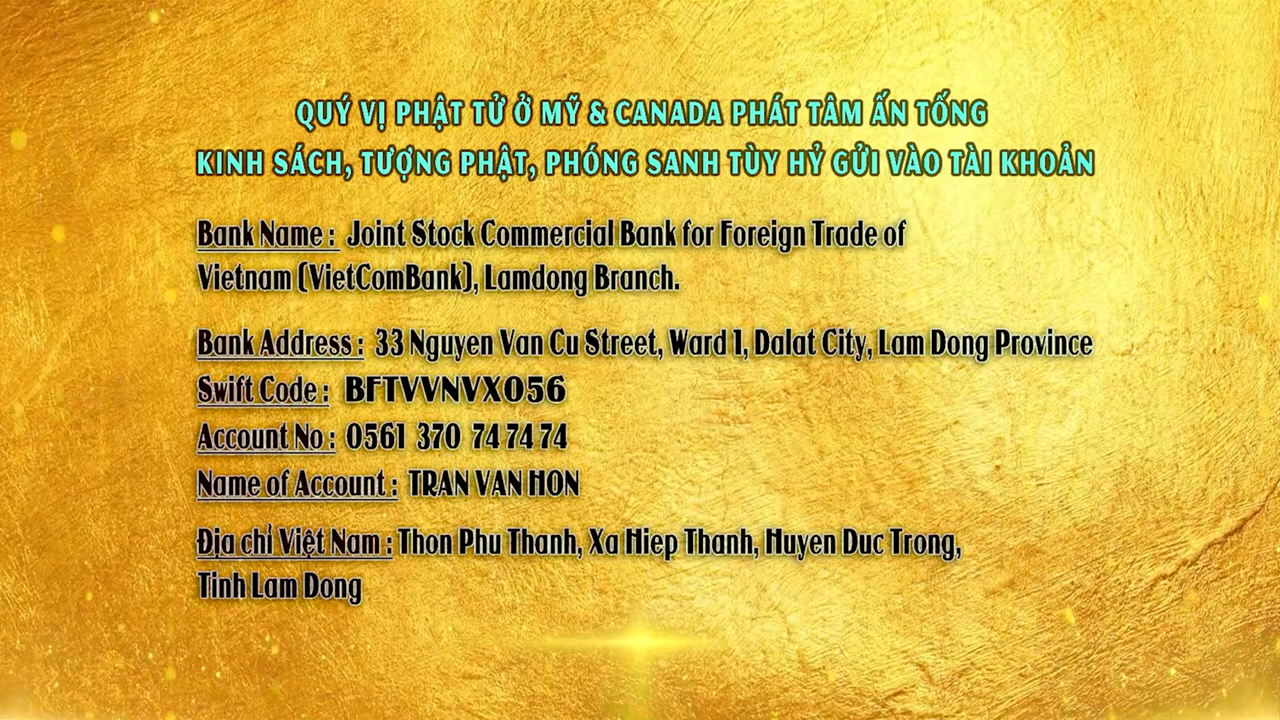 QUÝ VỊ PHẬT TỬ Ở MỸ & CANADA PHÁT TÂM ẤN TỐNG
KINH SÁCH, TƯỢNG PHẬT, PHÓNG SANH TÙY HỶ GỬI VÀO TÀI KHOẢN
Bank Name : Joint Stock Commercial Bank for Foreign Trade of
Vietnam (VietComBank), Lamdong Branch.
Bank Address : 33 Nguyen Van Cu Street, Ward 1, Dalat City, Lam Dong Province
Swift Code : BFTVVNVX056
Account No : 0561 370 74 74 74
Name of Account : TRAN VAN HON
Địa chỉ Việt Nam : Thon Phu Thanh, Xa Hiep Thanh, Huyen Duc Trong,
Tinh Lam Dong